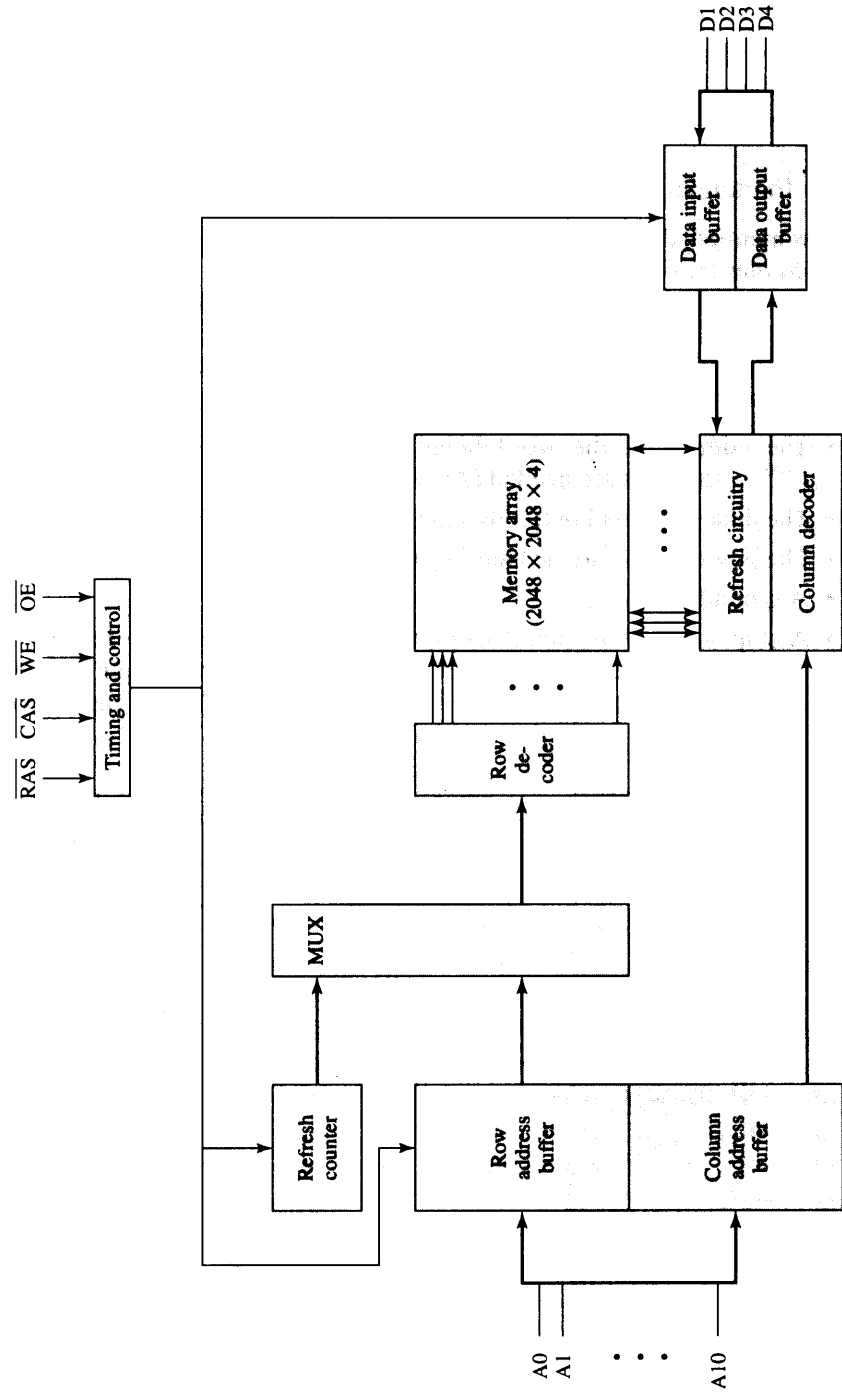 RAS CAS WE OE
Timing and control
Refresh
counter
MUX
Row
address
buffer
Column
address
buffer
A0
A1
A10
Row
de-
coder
Memory array
(2048 × 2048 × 4)
Refresh circuitry
Column decoder
Data input
buffer
Data output
buffer
D1
D2
D3
D4